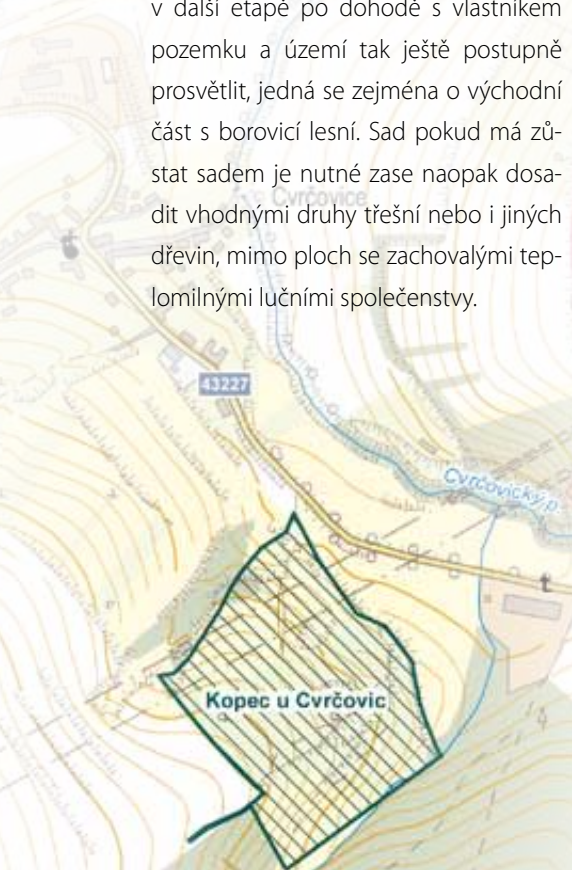 v další etapě po dohodě s vlastníkem
pozemku a území tak ještě postupně
prosvětlit, jedná se zejména o východní
část s borovicí lesní. Sad pokud má zů-
stat sadem je nutné zase naopak dosa-
dit vhodnými druhy třešní nebo i jiných
dřevin, mimo ploch se zachovalými tep-
lomilnými lučními společenstvy.
Cvrčovice
43227
Cvrčovický p.
Kopec u Cvrčovic